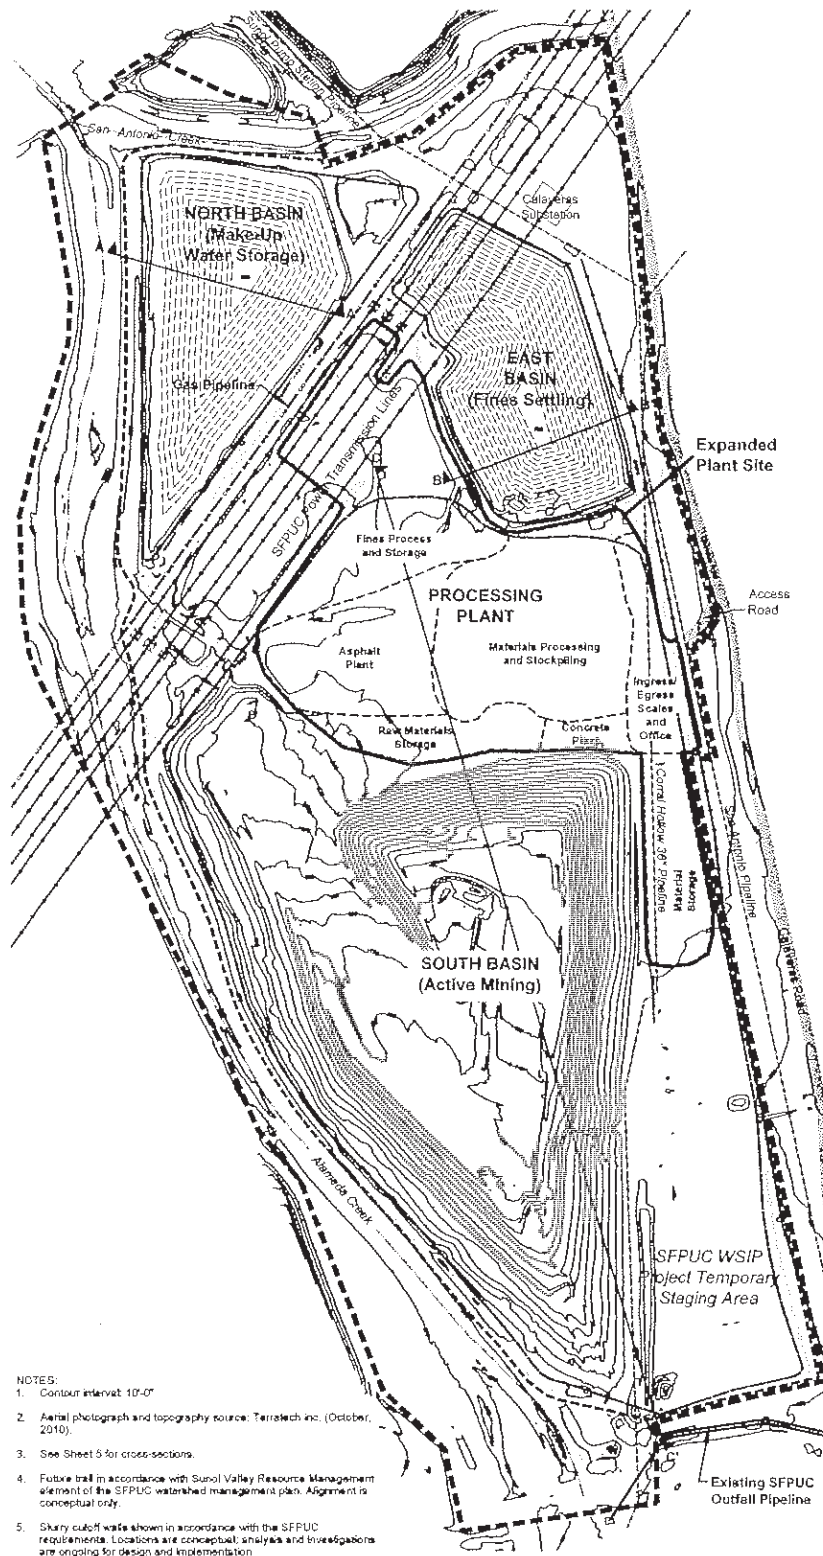 Sunol Pump Station Pipeline
San Antonio Creek
Calaveras
Substation
NORTH BASIN
(Make-Up
Water Storage)
A
A'
Gas Pipeline
EAST
BASIN
(Fines Settling)
B
B'
SFPUC Power Transmission Lines
Expanded
Plant Site
Fines Process
and Storage
PROCESSING
PLANT
Access
Road
Asphalt
Plant
Materials Processing
and Stockpiling
Ingress/
Egress
Scales
and
Office
Raw Materials
Storage
Concrete
Plant
Corral Hollow 36" Pipeline
Material
Storage
San Antonio Pipeline
Calaveras Road
SOUTH BASIN
(Active Mining)
Alameda Creek
SFPUC WSIP
Project Temporary
Staging Area
C'
Existing SFPUC
Outfall Pipeline
NOTES:
1. Contour interval: 10'-0"
2. Aerial photograph and topography source: Terratech inc. (October,
2010).
3. See Sheet 5 for cross-sections.
4. Future trail in accordance with Sunol Valley Resource Management
element of the SFPUC watershed management plan. Alignment is
conceptual only.
5. Slurry cutoff walls shown in accordance with the SFPUC
requirements. Locations are conceptual; analysis and investigations
are ongoing for design and implementation